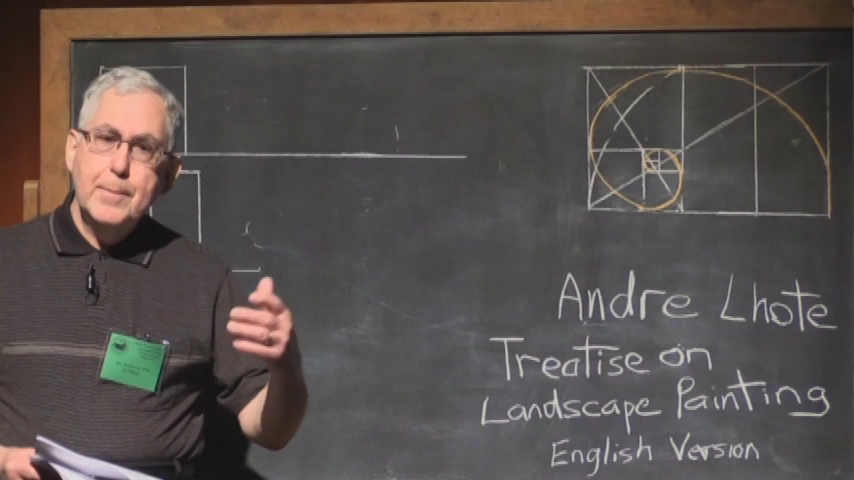 Andre Lhote
Treatise on
Landscape Painting
English Version